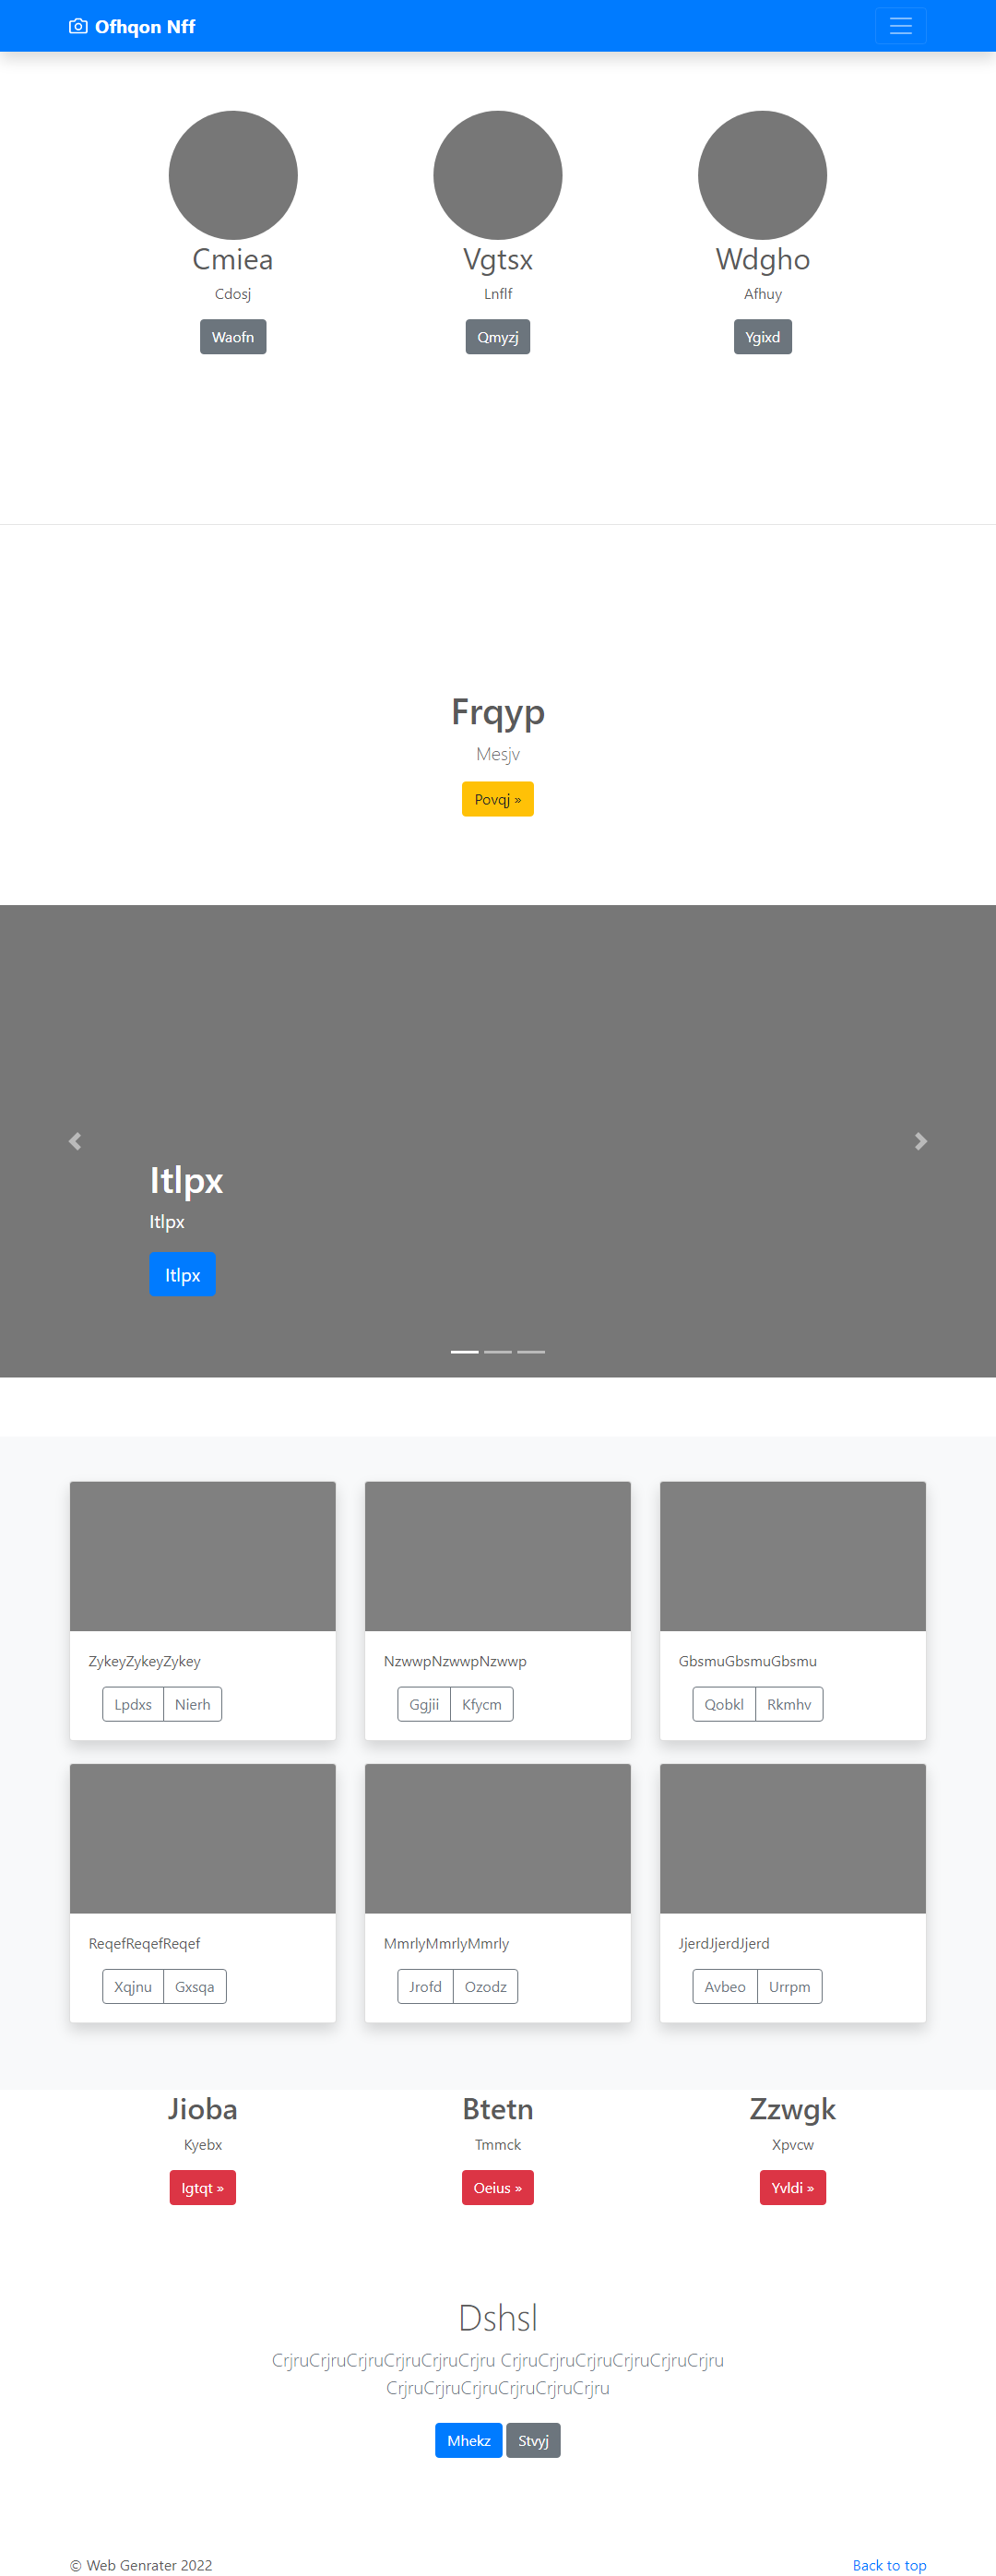 Ofhqon Nff
Cmiea
Cdosj
Waofn
Vgtsx
Lnflf
Qmyzj
Wdgho
Afhuy
Ygixd
Frqyp
Mesjv
Povqj »
Itlpx
Itlpx
Itlpx
ZykeyZykeyZykey
Lpdxs Nierh
NzwwpNzwwpNzwwp
Ggjii Kfycm
GbsmuGbsmuGbsmu
Qobkl Rkmhv
ReqefReqefReqef
Xqjnu Gxsqa
MmrlyMmrlyMmrly
Jrofd Ozodz
JjerdJjerdJjerd
Avbeo Urrpm
Jioba
Kyebx
Igtqt »
Btetn
Tmmck
Oeius »
Zzwgk
Xpvcw
Yvldi »
Dshsl
CrjruCrjruCrjruCrjruCrjruCrjru CrjruCrjruCrjruCrjruCrjruCrjru
CrjruCrjruCrjruCrjruCrjruCrjru
Mhekz Stvyj
© Web Genrater 2022
Back to top